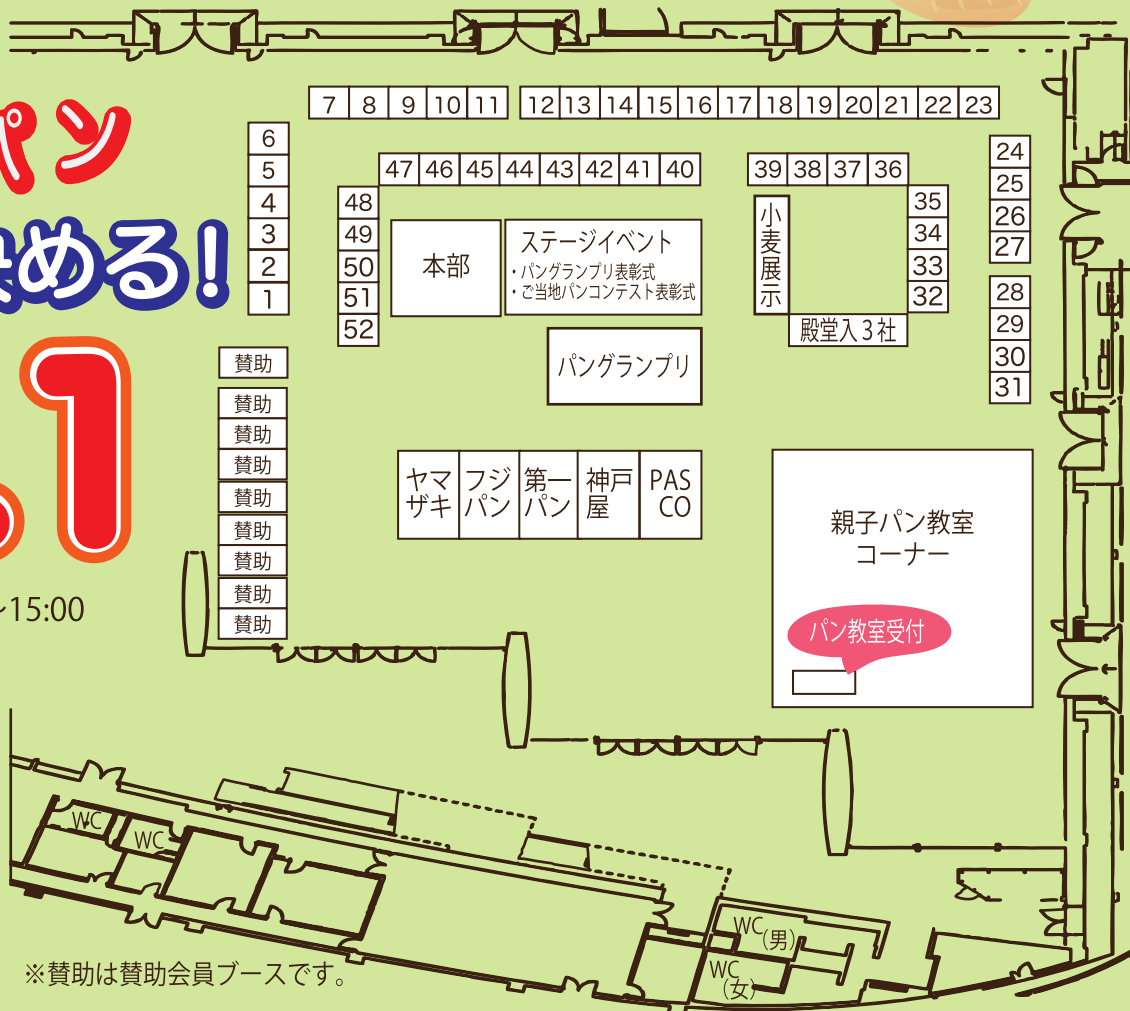 パン
める!
1
~15:00
7 8 9 10 11 12 13 14 15 16 17 18 19 20 21 22 23
6
5
4
3
2
1
47 46 45 44 43 42 41 40
39 38 37 36
24
25
26
27
28
29
30
31
48
49
50
51
52
35
34
33
32
本部
ステージイベント
・パングランプリ表彰式
・ご当地パンコンテスト表彰式
小麦展示
殿堂入3社
パングランプリ
賛助
賛助
賛助
賛助
賛助
賛助
賛助
賛助
賛助
ヤマ
ザキ
フジ
パン
第一
パン
神戸
屋
PAS
CO
親子パン教室
コーナー
パン教室受付
WC
WC
WC
(男)
WC
(女)
※賛助は賛助会員ブースです。